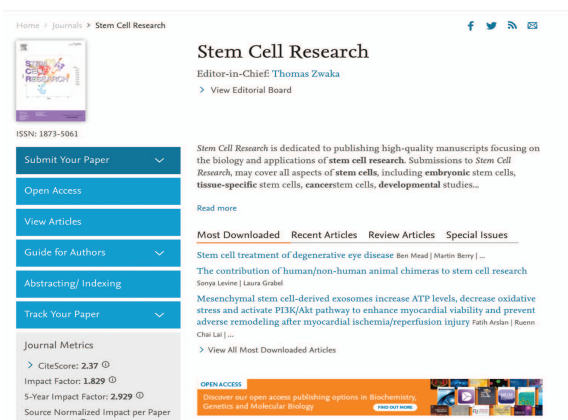 Home > Journals > Stem Cell Research
STEM
CELL
RESEARCH
ISSN: 1873-5061
Submit Your Paper
Open Access
View Articles
Guide for Authors
Abstracting/ Indexing
Track Your Paper
Journal Metrics
> CiteScore: 2.37
Impact Factor: 1.829
5-Year Impact Factor: 2.929
Source Normalized Impact per Paper
Stem Cell Research
Editor-in-Chief: Thomas Zwaka
> View Editorial Board
Stem Cell Research is dedicated to publishing high-quality manuscripts focusing on
the biology and applications of stem cell research. Submissions to Stem Cell
Research, may cover all aspects of stem cells, including embryonic stem cells,
tissue-specific stem cells, cancerstem cells, developmental studies...
Read more
Most Downloaded Recent Articles Review Articles Special Issues
Stem cell treatment of degenerative eye disease Ben Mead | Martin Berry | ...
The contribution of human/non-human animal chimeras to stem cell research
Sonya Levine | Laura Grabel
Mesenchymal stem cell-derived exosomes increase ATP levels, decrease oxidative
stress and activate PI3K/Akt pathway to enhance myocardial viability and prevent
adverse remodeling after myocardial ischemia/reperfusion injury Fatih Arslan | Ruenn
Chai Lai | ...
> View All Most Downloaded Articles
OPEN ACCESS
Discover our open access publishing options in Biochemistry,
Genetics and Molecular Biology
FIND OUT MORE